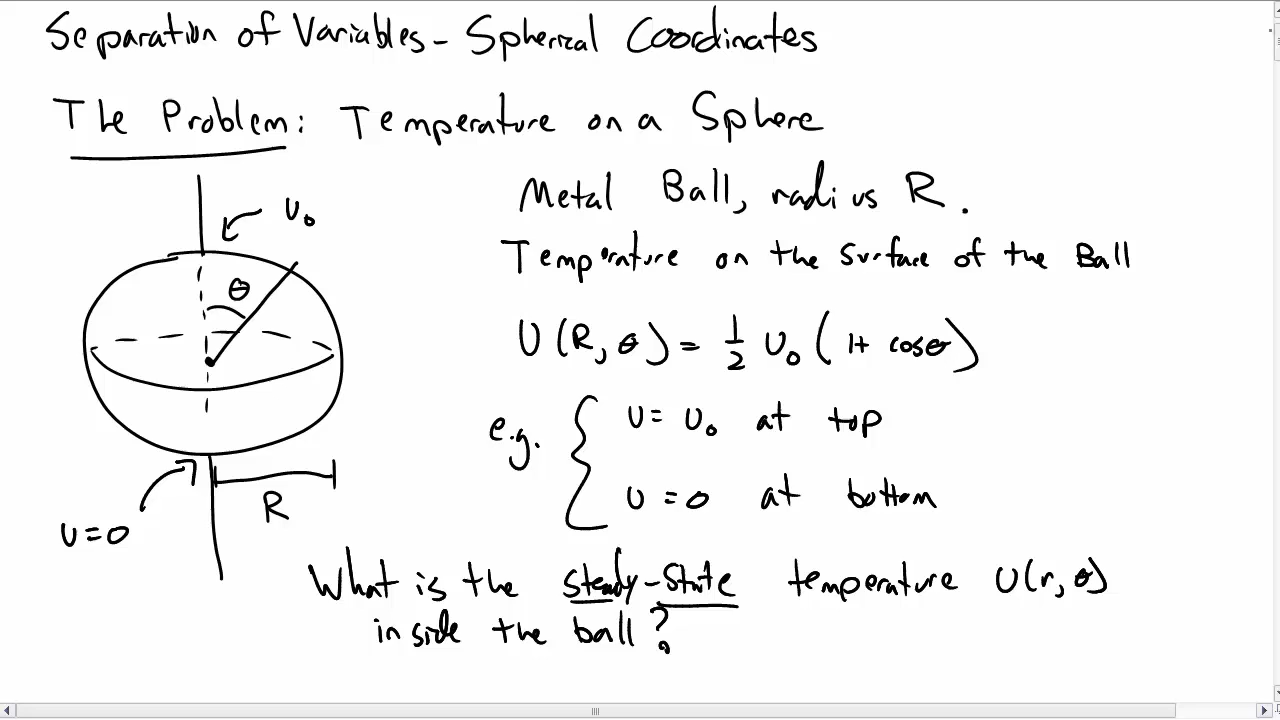 Separation of Variables - Spherical Coordinates
The Problem: Temperature on a Sphere
Metal Ball, radius R.
U₀
Temperature on the surface of the Ball
θ
U(R, θ) = 1/2 U₀ (1 + cosθ)
e.g. { U = U₀ at top
U = 0 at bottom
R
U = 0
What is the steady-state temperature U(r, θ)
inside the ball?